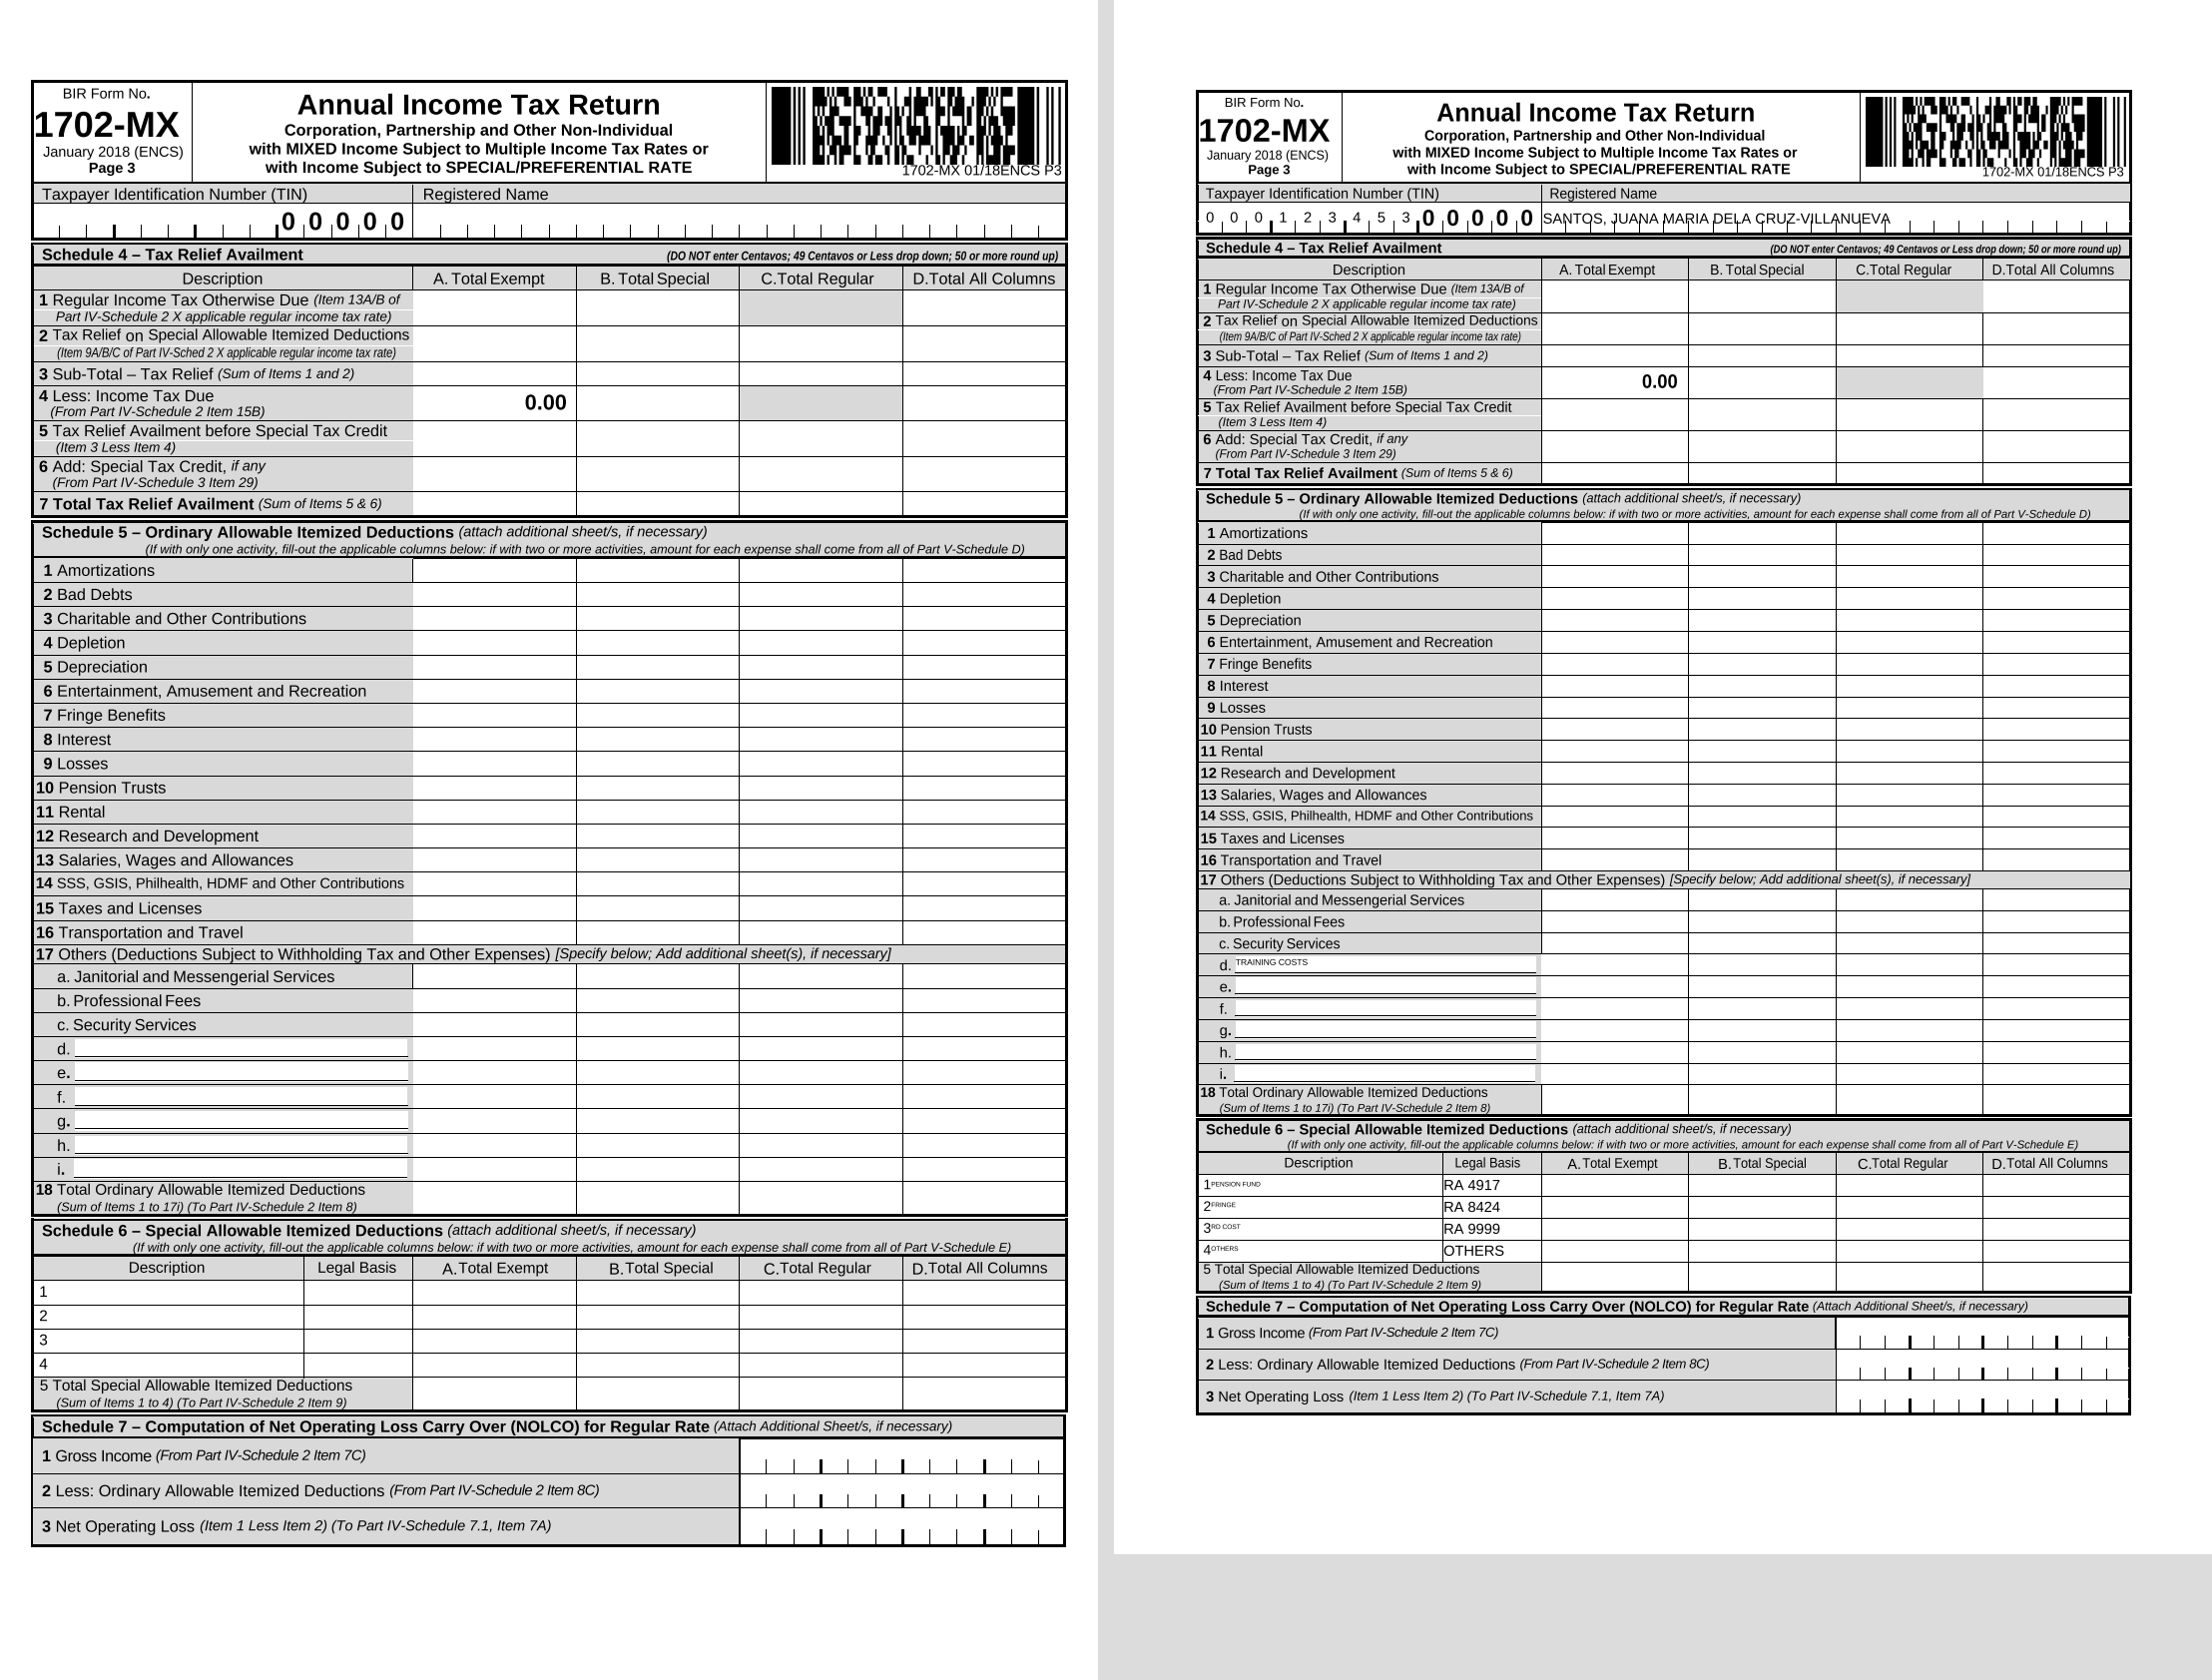 BIR Form No.
1702-MX
January 2018 (ENCS)
Page 3
Annual Income Tax Return
Corporation, Partnership and Other Non-Individual
with MIXED Income Subject to Multiple Income Tax Rates or
with Income Subject to SPECIAL/PREFERENTIAL RATE
1702-MX 01/18ENCS P3
Taxpayer Identification Number (TIN) Registered Name
0 0 0 0 0
Schedule 4 – Tax Relief Availment (DO NOT enter Centavos; 49 Centavos or Less drop down; 50 or more round up)
Description A. Total Exempt B. Total Special C.Total Regular D.Total All Columns
1 Regular Income Tax Otherwise Due (Item 13A/B of
Part IV-Schedule 2 X applicable regular income tax rate)
2 Tax Relief on Special Allowable Itemized Deductions
(Item 9A/B/C of Part IV-Sched 2 X applicable regular income tax rate)
3 Sub-Total – Tax Relief (Sum of Items 1 and 2)
4 Less: Income Tax Due 0.00
(From Part IV-Schedule 2 Item 15B)
5 Tax Relief Availment before Special Tax Credit
(Item 3 Less Item 4)
6 Add: Special Tax Credit, if any
(From Part IV-Schedule 3 Item 29)
7 Total Tax Relief Availment (Sum of Items 5 & 6)
Schedule 5 – Ordinary Allowable Itemized Deductions (attach additional sheet/s, if necessary)
(If with only one activity, fill-out the applicable columns below: if with two or more activities, amount for each expense shall come from all of Part V-Schedule D)
1 Amortizations
2 Bad Debts
3 Charitable and Other Contributions
4 Depletion
5 Depreciation
6 Entertainment, Amusement and Recreation
7 Fringe Benefits
8 Interest
9 Losses
10 Pension Trusts
11 Rental
12 Research and Development
13 Salaries, Wages and Allowances
14 SSS, GSIS, Philhealth, HDMF and Other Contributions
15 Taxes and Licenses
16 Transportation and Travel
17 Others (Deductions Subject to Withholding Tax and Other Expenses) [Specify below; Add additional sheet(s), if necessary]
a. Janitorial and Messengerial Services
b. Professional Fees
c. Security Services
d.
e.
f.
g.
h.
i.
18 Total Ordinary Allowable Itemized Deductions
(Sum of Items 1 to 17i) (To Part IV-Schedule 2 Item 8)
Schedule 6 – Special Allowable Itemized Deductions (attach additional sheet/s, if necessary)
(If with only one activity, fill-out the applicable columns below: if with two or more activities, amount for each expense shall come from all of Part V-Schedule E)
Description Legal Basis A.Total Exempt B.Total Special C.Total Regular D.Total All Columns
1
2
3
4
5 Total Special Allowable Itemized Deductions
(Sum of Items 1 to 4) (To Part IV-Schedule 2 Item 9)
Schedule 7 – Computation of Net Operating Loss Carry Over (NOLCO) for Regular Rate (Attach Additional Sheet/s, if necessary)
1 Gross Income (From Part IV-Schedule 2 Item 7C)
2 Less: Ordinary Allowable Itemized Deductions (From Part IV-Schedule 2 Item 8C)
3 Net Operating Loss (Item 1 Less Item 2) (To Part IV-Schedule 7.1, Item 7A)
BIR Form No.
1702-MX
January 2018 (ENCS)
Page 3
Annual Income Tax Return
Corporation, Partnership and Other Non-Individual
with MIXED Income Subject to Multiple Income Tax Rates or
with Income Subject to SPECIAL/PREFERENTIAL RATE
1702-MX 01/18ENCS P3
Taxpayer Identification Number (TIN) Registered Name
0 0 0 1 2 3 4 5 3 0 0 0 0 0 SANTOS, JUANA MARIA DELA CRUZ-VILLANUEVA
Schedule 4 – Tax Relief Availment (DO NOT enter Centavos; 49 Centavos or Less drop down; 50 or more round up)
Description A. Total Exempt B. Total Special C.Total Regular D.Total All Columns
1 Regular Income Tax Otherwise Due (Item 13A/B of
Part IV-Schedule 2 X applicable regular income tax rate)
2 Tax Relief on Special Allowable Itemized Deductions
(Item 9A/B/C of Part IV-Sched 2 X applicable regular income tax rate)
3 Sub-Total – Tax Relief (Sum of Items 1 and 2)
4 Less: Income Tax Due 0.00
(From Part IV-Schedule 2 Item 15B)
5 Tax Relief Availment before Special Tax Credit
(Item 3 Less Item 4)
6 Add: Special Tax Credit, if any
(From Part IV-Schedule 3 Item 29)
7 Total Tax Relief Availment (Sum of Items 5 & 6)
Schedule 5 – Ordinary Allowable Itemized Deductions (attach additional sheet/s, if necessary)
(If with only one activity, fill-out the applicable columns below: if with two or more activities, amount for each expense shall come from all of Part V-Schedule D)
1 Amortizations
2 Bad Debts
3 Charitable and Other Contributions
4 Depletion
5 Depreciation
6 Entertainment, Amusement and Recreation
7 Fringe Benefits
8 Interest
9 Losses
10 Pension Trusts
11 Rental
12 Research and Development
13 Salaries, Wages and Allowances
14 SSS, GSIS, Philhealth, HDMF and Other Contributions
15 Taxes and Licenses
16 Transportation and Travel
17 Others (Deductions Subject to Withholding Tax and Other Expenses) [Specify below; Add additional sheet(s), if necessary]
a. Janitorial and Messengerial Services
b. Professional Fees
c. Security Services
d. TRAINING COSTS
e.
f.
g.
h.
i.
18 Total Ordinary Allowable Itemized Deductions
(Sum of Items 1 to 17i) (To Part IV-Schedule 2 Item 8)
Schedule 6 – Special Allowable Itemized Deductions (attach additional sheet/s, if necessary)
(If with only one activity, fill-out the applicable columns below: if with two or more activities, amount for each expense shall come from all of Part V-Schedule E)
Description Legal Basis A.Total Exempt B.Total Special C.Total Regular D.Total All Columns
1 PENSION FUND RA 4917
2 FRINGE RA 8424
3 RD COST RA 9999
4 OTHERS OTHERS
5 Total Special Allowable Itemized Deductions
(Sum of Items 1 to 4) (To Part IV-Schedule 2 Item 9)
Schedule 7 – Computation of Net Operating Loss Carry Over (NOLCO) for Regular Rate (Attach Additional Sheet/s, if necessary)
1 Gross Income (From Part IV-Schedule 2 Item 7C)
2 Less: Ordinary Allowable Itemized Deductions (From Part IV-Schedule 2 Item 8C)
3 Net Operating Loss (Item 1 Less Item 2) (To Part IV-Schedule 7.1, Item 7A)